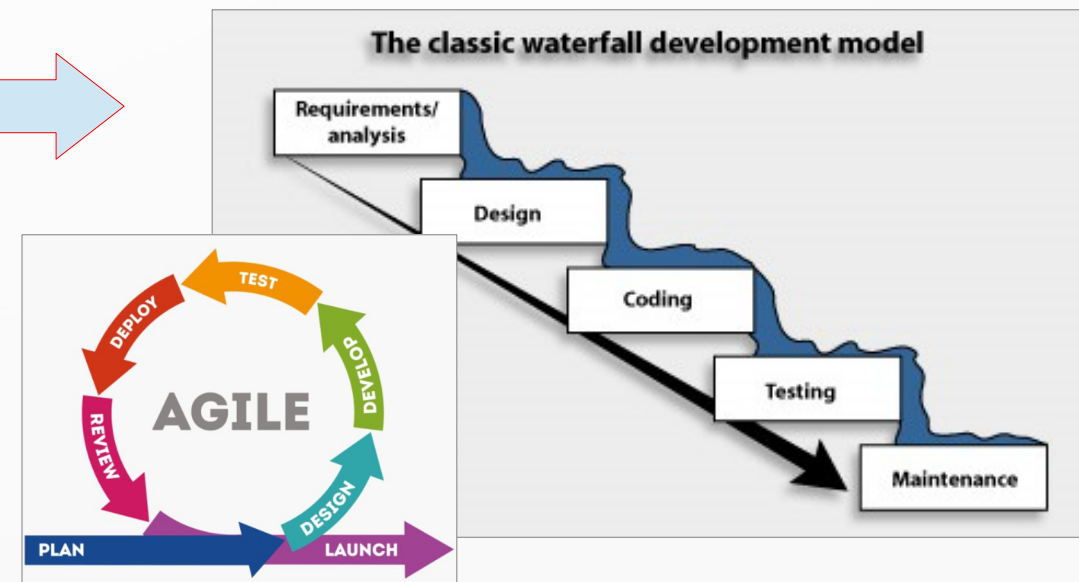 The classic waterfall development model
Requirements/
analysis
Design
Coding
Testing
Maintenance
AGILE
PLAN
DESIGN
DEVELOP
TEST
DEPLOY
REVIEW
LAUNCH